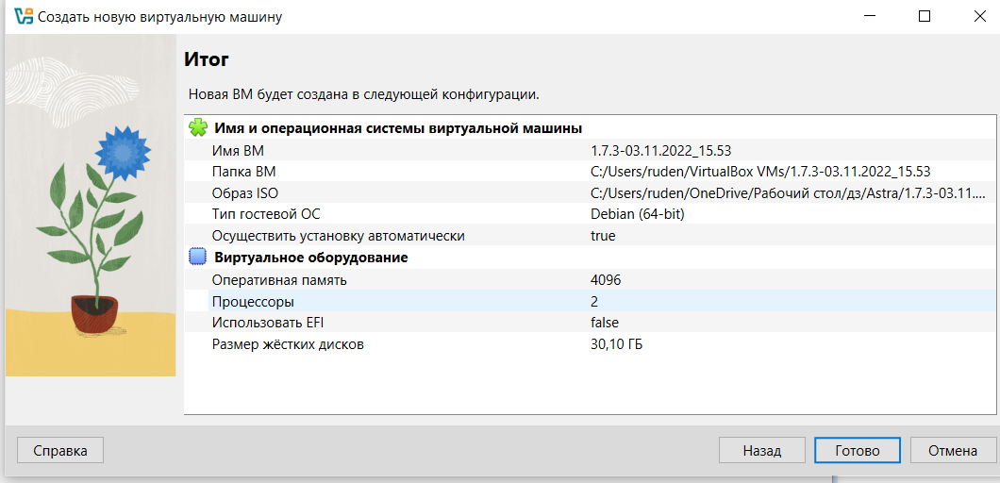 Создать новую виртуальную машину
Итог
Новая ВМ будет создана в следующей конфигурации.
Имя и операционная системы виртуальной машины
Имя ВМ 1.7.3-03.11.2022_15.53
Папка ВМ C:/Users/ruden/VirtualBox VMs/1.7.3-03.11.2022_15.53
Образ ISO C:/Users/ruden/OneDrive/Рабочий стол/дз/Astra/1.7.3-03.11....
Тип гостевой ОС Debian (64-bit)
Осуществить установку автоматически true
Виртуальное оборудование
Оперативная память 4096
Процессоры 2
Использовать EFI false
Размер жёстких дисков 30,10 ГБ
Справка Назад Готово Отмена